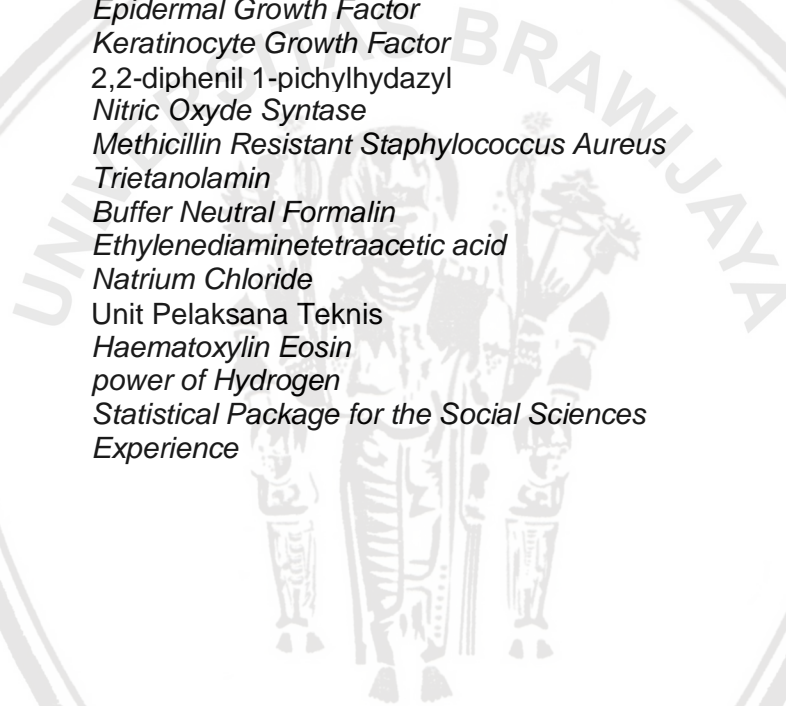 Epidermal Growth Factor
Keratinocyte Growth Factor
2,2-diphenil 1-pichylhydazyl
Nitric Oxyde Syntase
Methicillin Resistant Staphylococcus Aureus
Trietanolamin
Buffer Neutral Formalin
Ethylenediaminetetraacetic acid
Natrium Chloride
Unit Pelaksana Teknis
Haematoxylin Eosin
power of Hydrogen
Statistical Package for the Social Sciences
Experience
UNIVERSITAS BRAWIJAYA